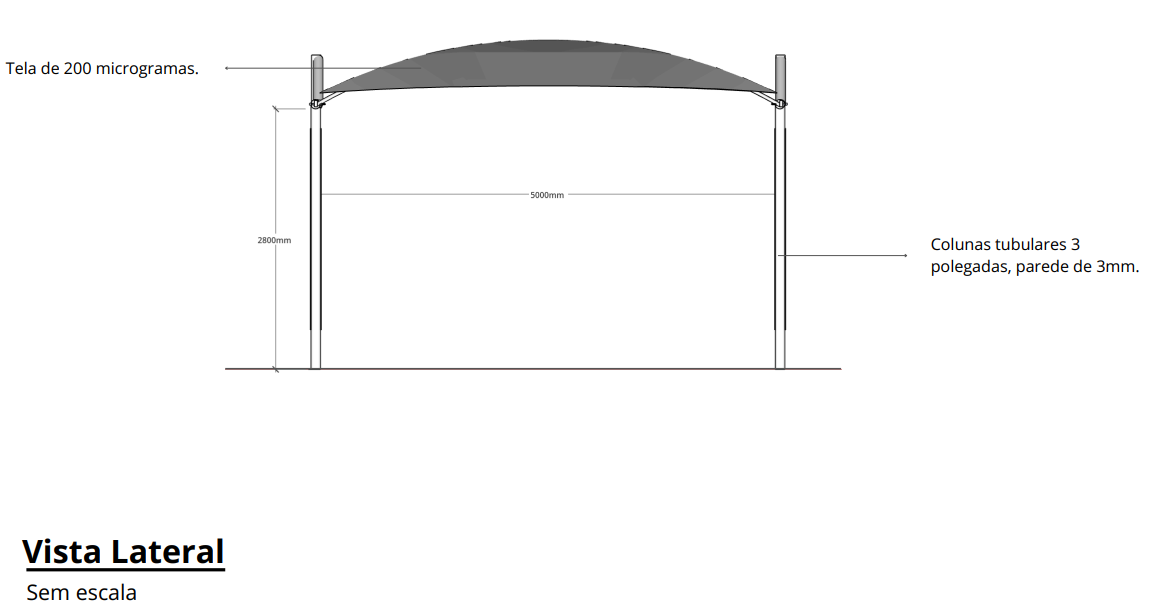 Tela de 200 microgramas.
5000mm
2800mm
Colunas tubulares 3
polegadas, parede de 3mm.
Vista Lateral
Sem escala